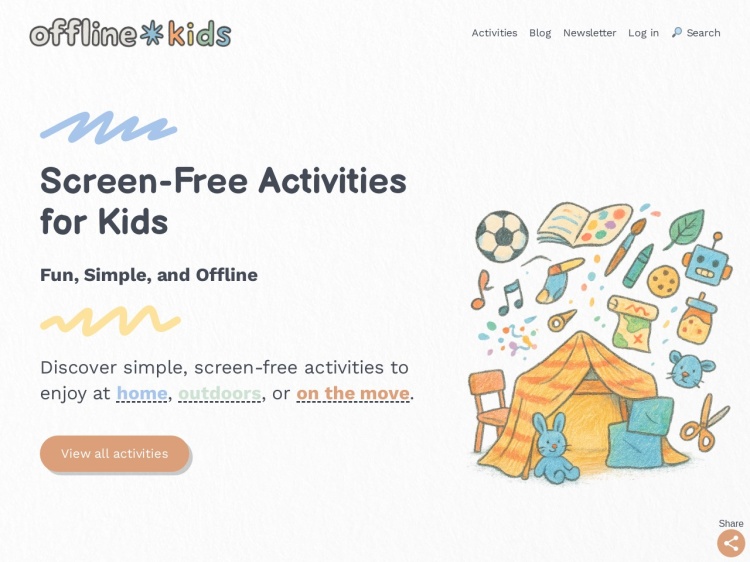 offline kids
Activities Blog Newsletter Log in Search
Screen-Free Activities
for Kids
Fun, Simple, and Offline
Discover simple, screen-free activities to
enjoy at home, outdoors, or on the move.
View all activities
Share